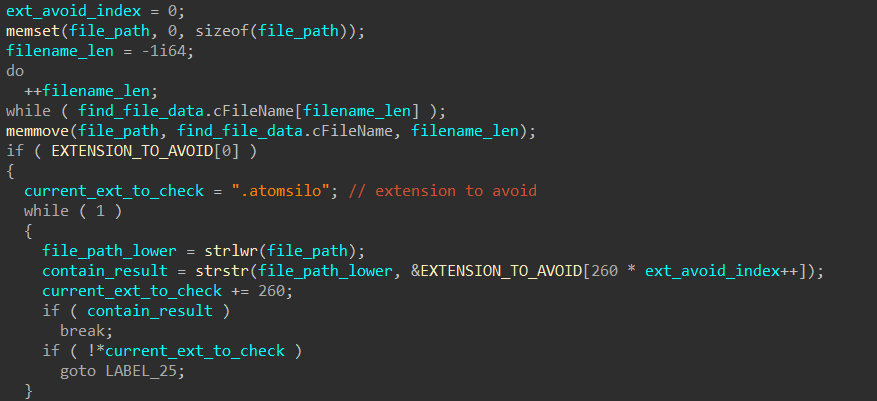 ext_avoid_index = 0;
memset(file_path, 0, sizeof(file_path));
filename_len = -1i64;
do
++filename_len;
while ( find_file_data.cFileName[filename_len] );
memmove(file_path, find_file_data.cFileName, filename_len);
if ( EXTENSION_TO_AVOID[0] )
{
current_ext_to_check = ".atomsilo"; // extension to avoid
while ( 1 )
{
file_path_lower = strlwr(file_path);
contain_result = strstr(file_path_lower, &EXTENSION_TO_AVOID[260 * ext_avoid_index++]);
current_ext_to_check += 260;
if ( contain_result )
break;
if ( !*current_ext_to_check )
goto LABEL_25;
}